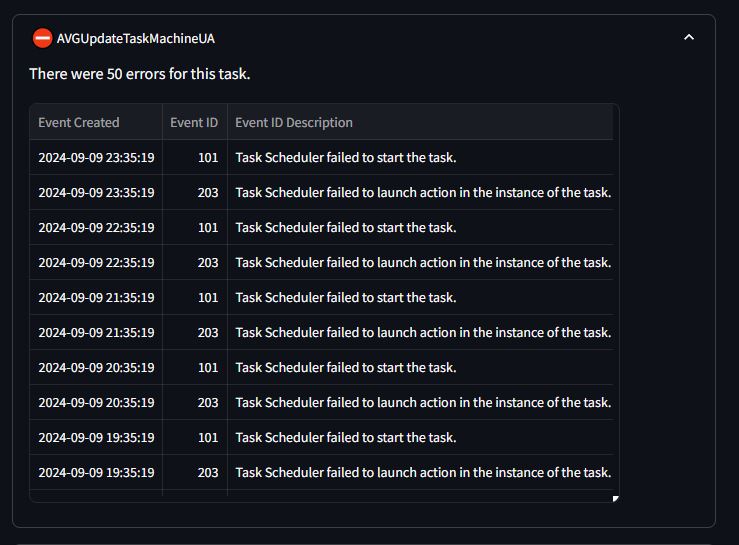 AVGUpdateTaskMachineUA
There were 50 errors for this task.
Event Created Event ID Event ID Description
2024-09-09 23:35:19 101 Task Scheduler failed to start the task.
2024-09-09 23:35:19 203 Task Scheduler failed to launch action in the instance of the task.
2024-09-09 22:35:19 101 Task Scheduler failed to start the task.
2024-09-09 22:35:19 203 Task Scheduler failed to launch action in the instance of the task.
2024-09-09 21:35:19 101 Task Scheduler failed to start the task.
2024-09-09 21:35:19 203 Task Scheduler failed to launch action in the instance of the task.
2024-09-09 20:35:19 101 Task Scheduler failed to start the task.
2024-09-09 20:35:19 203 Task Scheduler failed to launch action in the instance of the task.
2024-09-09 19:35:19 101 Task Scheduler failed to start the task.
2024-09-09 19:35:19 203 Task Scheduler failed to launch action in the instance of the task.